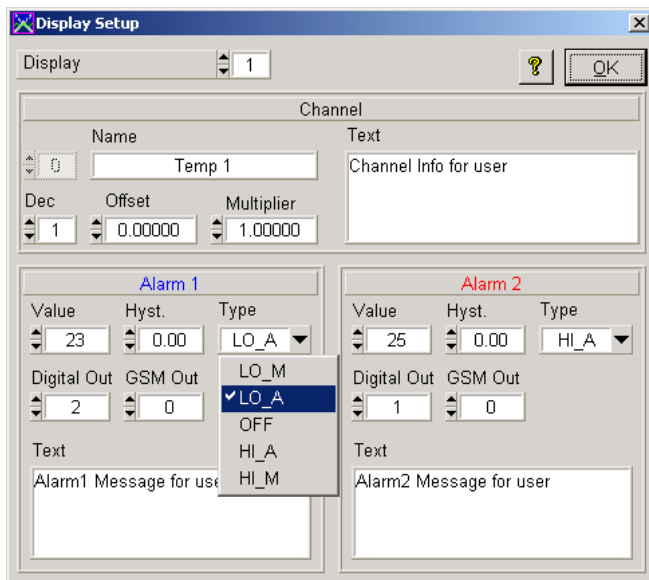 Display Setup
Display 1 ? OK
Channel
Name Text
0 Temp 1 Channel Info for user
Dec Offset Multiplier
1 0.00000 1.00000
Alarm 1
Value Hyst. Type
23 0.00 LO_A
Digital Out GSM Out
2 0
LO_M
LO_A
OFF
HI_A
HI_M
Text
Alarm1 Message for use
Alarm 2
Value Hyst. Type
25 0.00 HI_A
Digital Out GSM Out
1 0
Text
Alarm2 Message for user